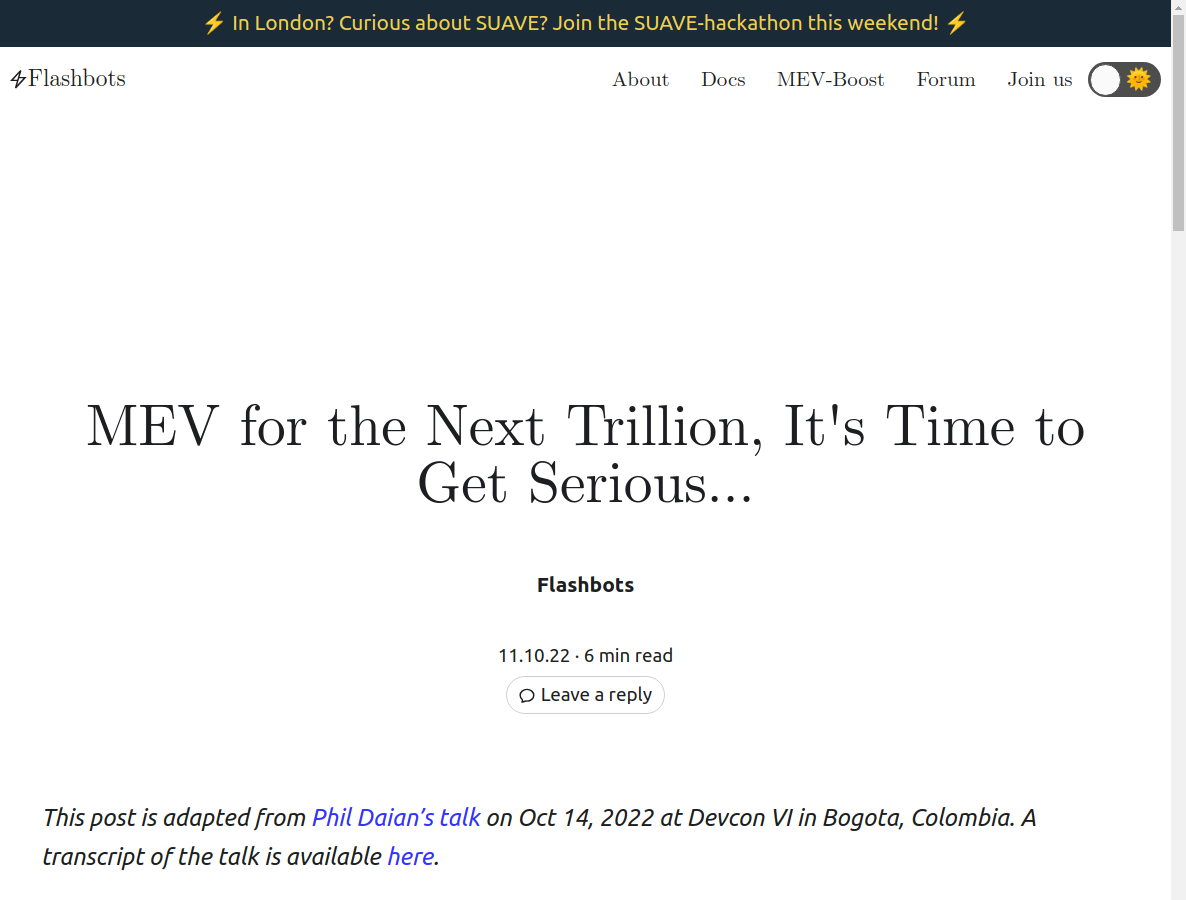 ⚡ In London? Curious about SUAVE? Join the SUAVE-hackathon this weekend! ⚡
Flashbots
About Docs MEV-Boost Forum Join us
MEV for the Next Trillion, It's Time to
Get Serious...
Flashbots
11.10.22 · 6 min read
Leave a reply
This post is adapted from Phil Daian’s talk on Oct 14, 2022 at Devcon VI in Bogota, Colombia. A
transcript of the talk is available here.